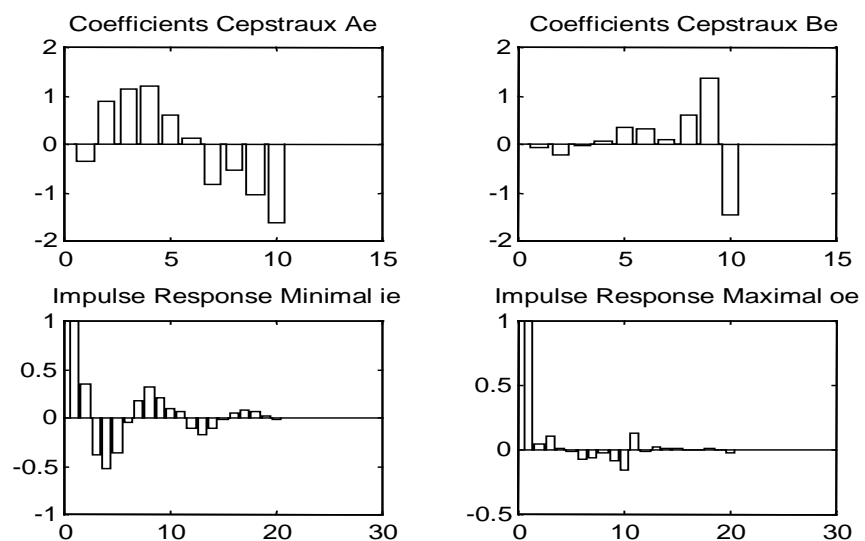 Coefficients Cepstraux Ae
2
1
0
-1
-2
0 5 10 15
Coefficients Cepstraux Be
2
1
0
-1
-2
0 5 10 15
Impulse Response Minimal ie
1
0.5
0
-0.5
-1
0 10 20 30
Impulse Response Maximal oe
1
0.5
0
-0.5
0 10 20 30